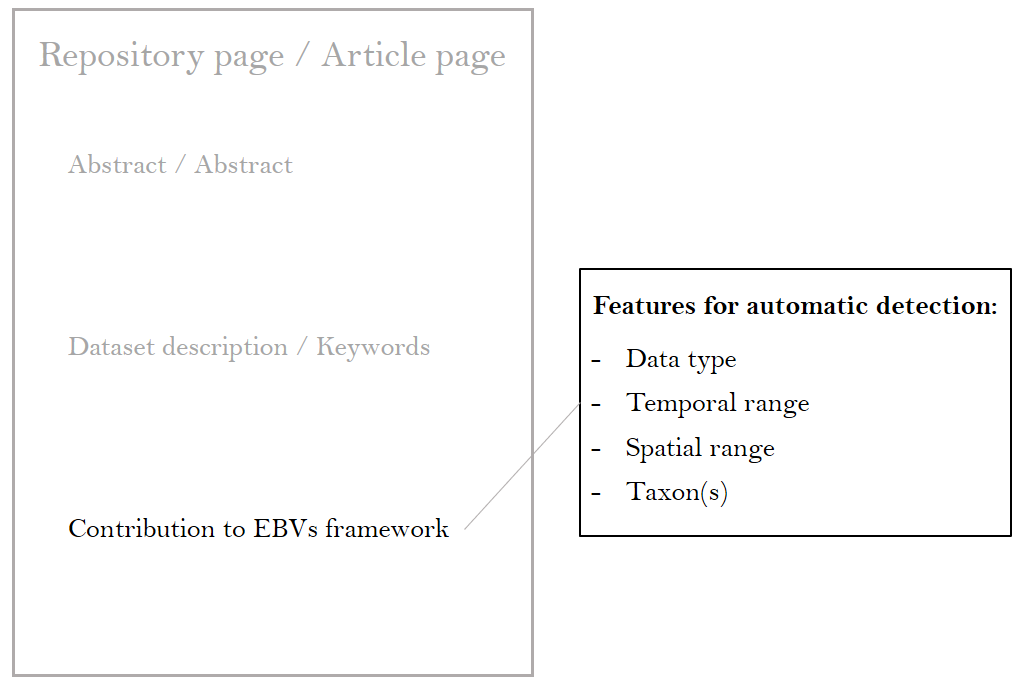 Repository page / Article page
Abstract / Abstract
Dataset description / Keywords
Contribution to EBVs framework
Features for automatic detection:
- Data type
- Temporal range
- Spatial range
- Taxon(s)